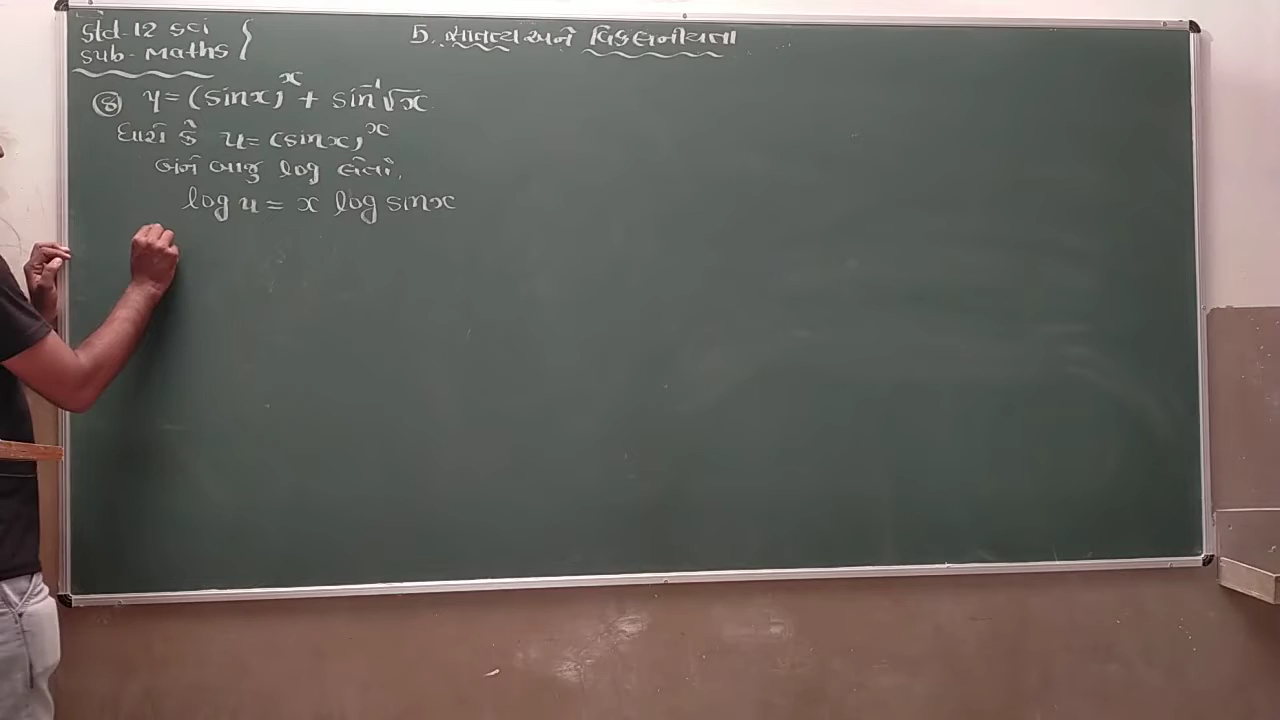 Std-12 sci
Sub-Maths
5. સાતત્ય અને વિકલનીયતા
⑧ y = (sinx)ˣ + sin⁻¹√x
ધારો કે u = (sinx)ˣ
બંને બાજુ log લેતાં,
log u = x log sinx